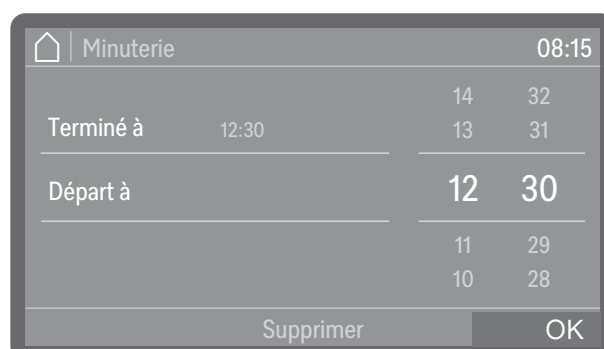 Minuterie 08:15
14 32
Terminé à 12:30 13 31
Départ à 12 30
11 29
10 28
Supprimer OK